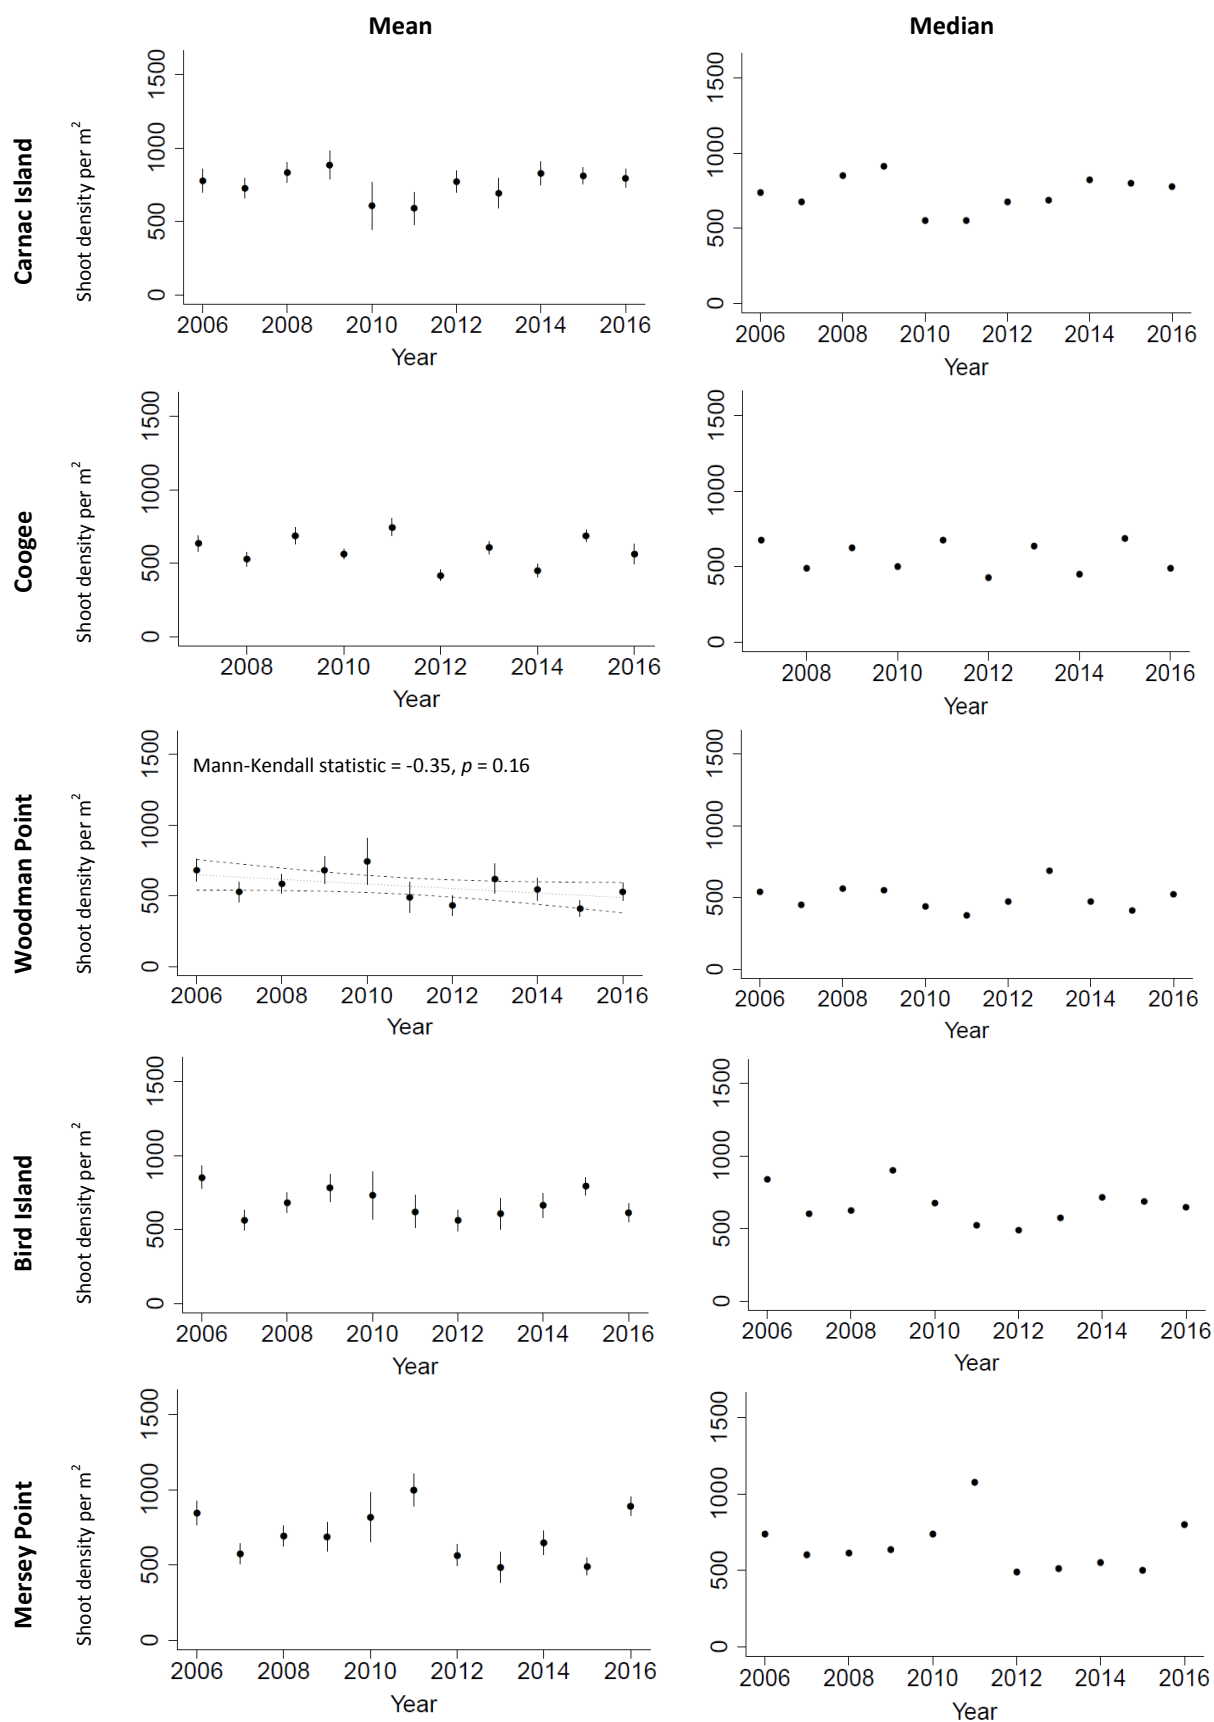 Mean Median
Carnac Island
Shoot density per m²
1500
1000
500
0
2006 2008 2010 2012 2014 2016
Year
1500
1000
500
0
2006 2008 2010 2012 2014 2016
Year
Coogee
Shoot density per m²
1500
1000
500
0
2008 2010 2012 2014 2016
Year
1500
1000
500
0
2008 2010 2012 2014 2016
Year
Woodman Point
Shoot density per m²
1500
1000
500
0
Mann-Kendall statistic = -0.35, p = 0.16
2006 2008 2010 2012 2014 2016
Year
1500
1000
500
0
2006 2008 2010 2012 2014 2016
Year
Bird Island
Shoot density per m²
1500
1000
500
0
2006 2008 2010 2012 2014 2016
Year
1500
1000
500
0
2006 2008 2010 2012 2014 2016
Year
Mersey Point
Shoot density per m²
1500
1000
500
0
2006 2008 2010 2012 2014 2016
Year
1500
1000
500
0
2006 2008 2010 2012 2014 2016
Year